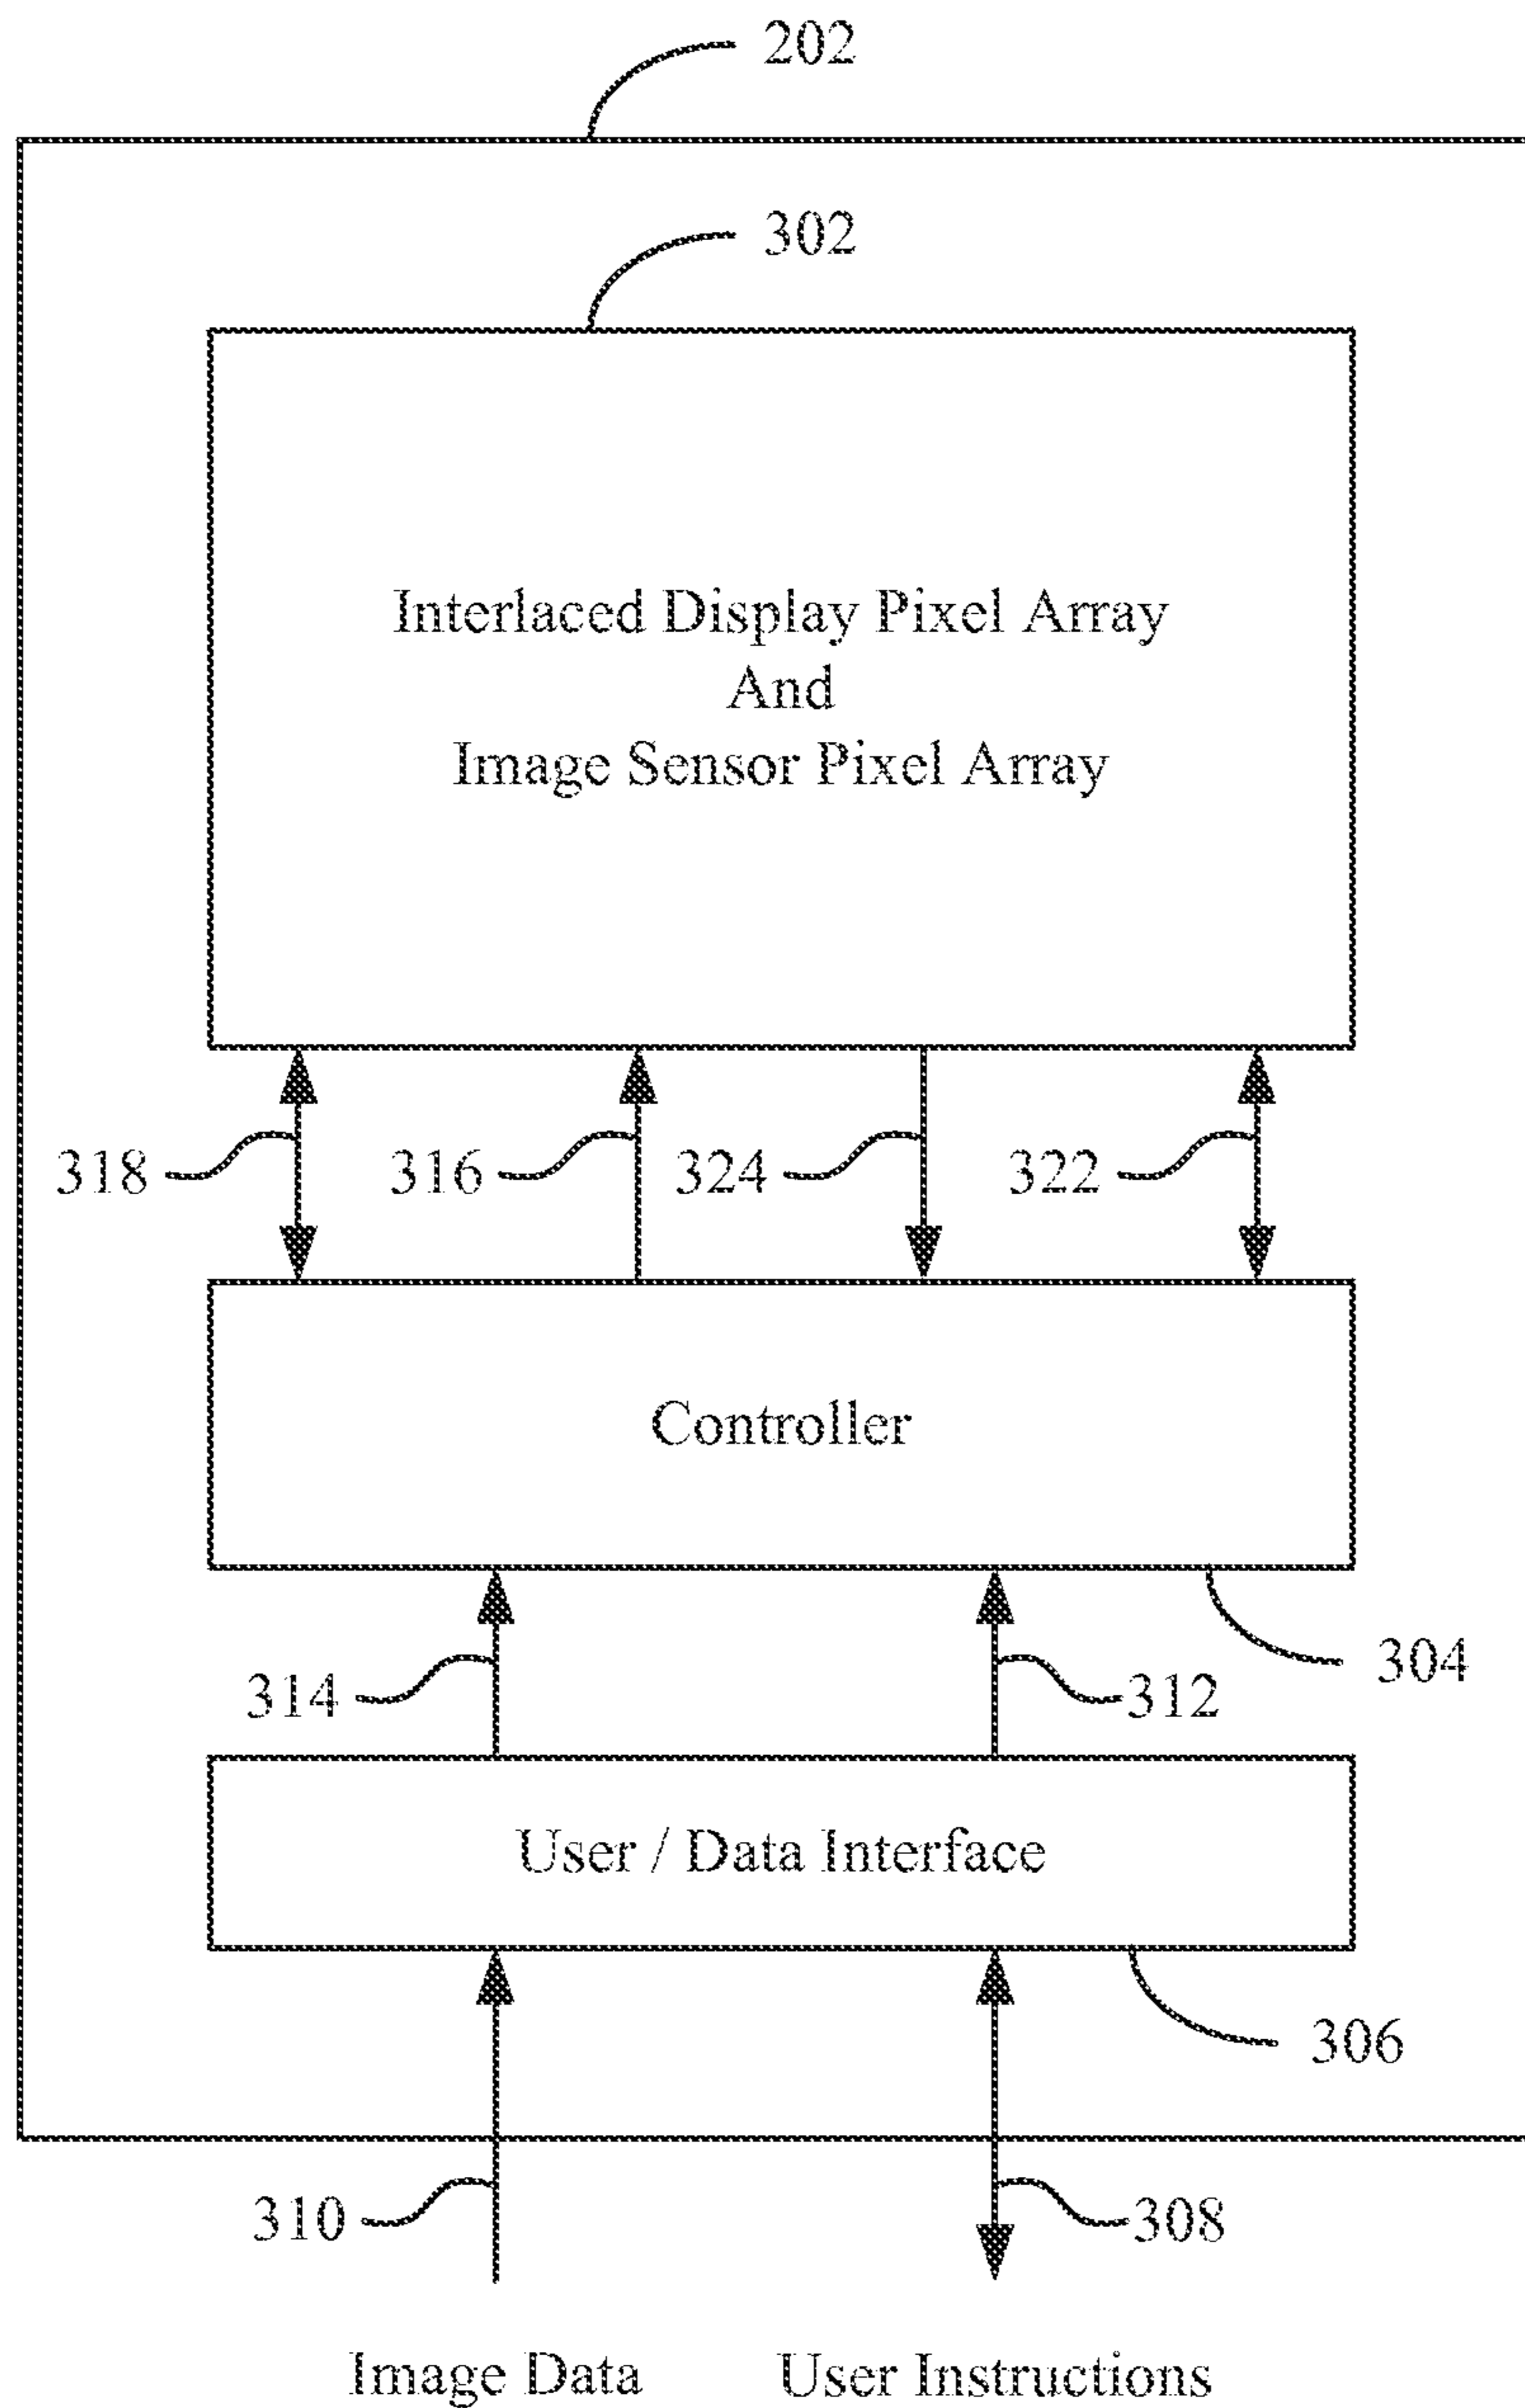 202
302
Interlaced Display Pixel Array
And
Image Sensor Pixel Array
318 316 324 322
Controller
304
314 312
User / Data Interface
306
310 308
Image Data User Instructions